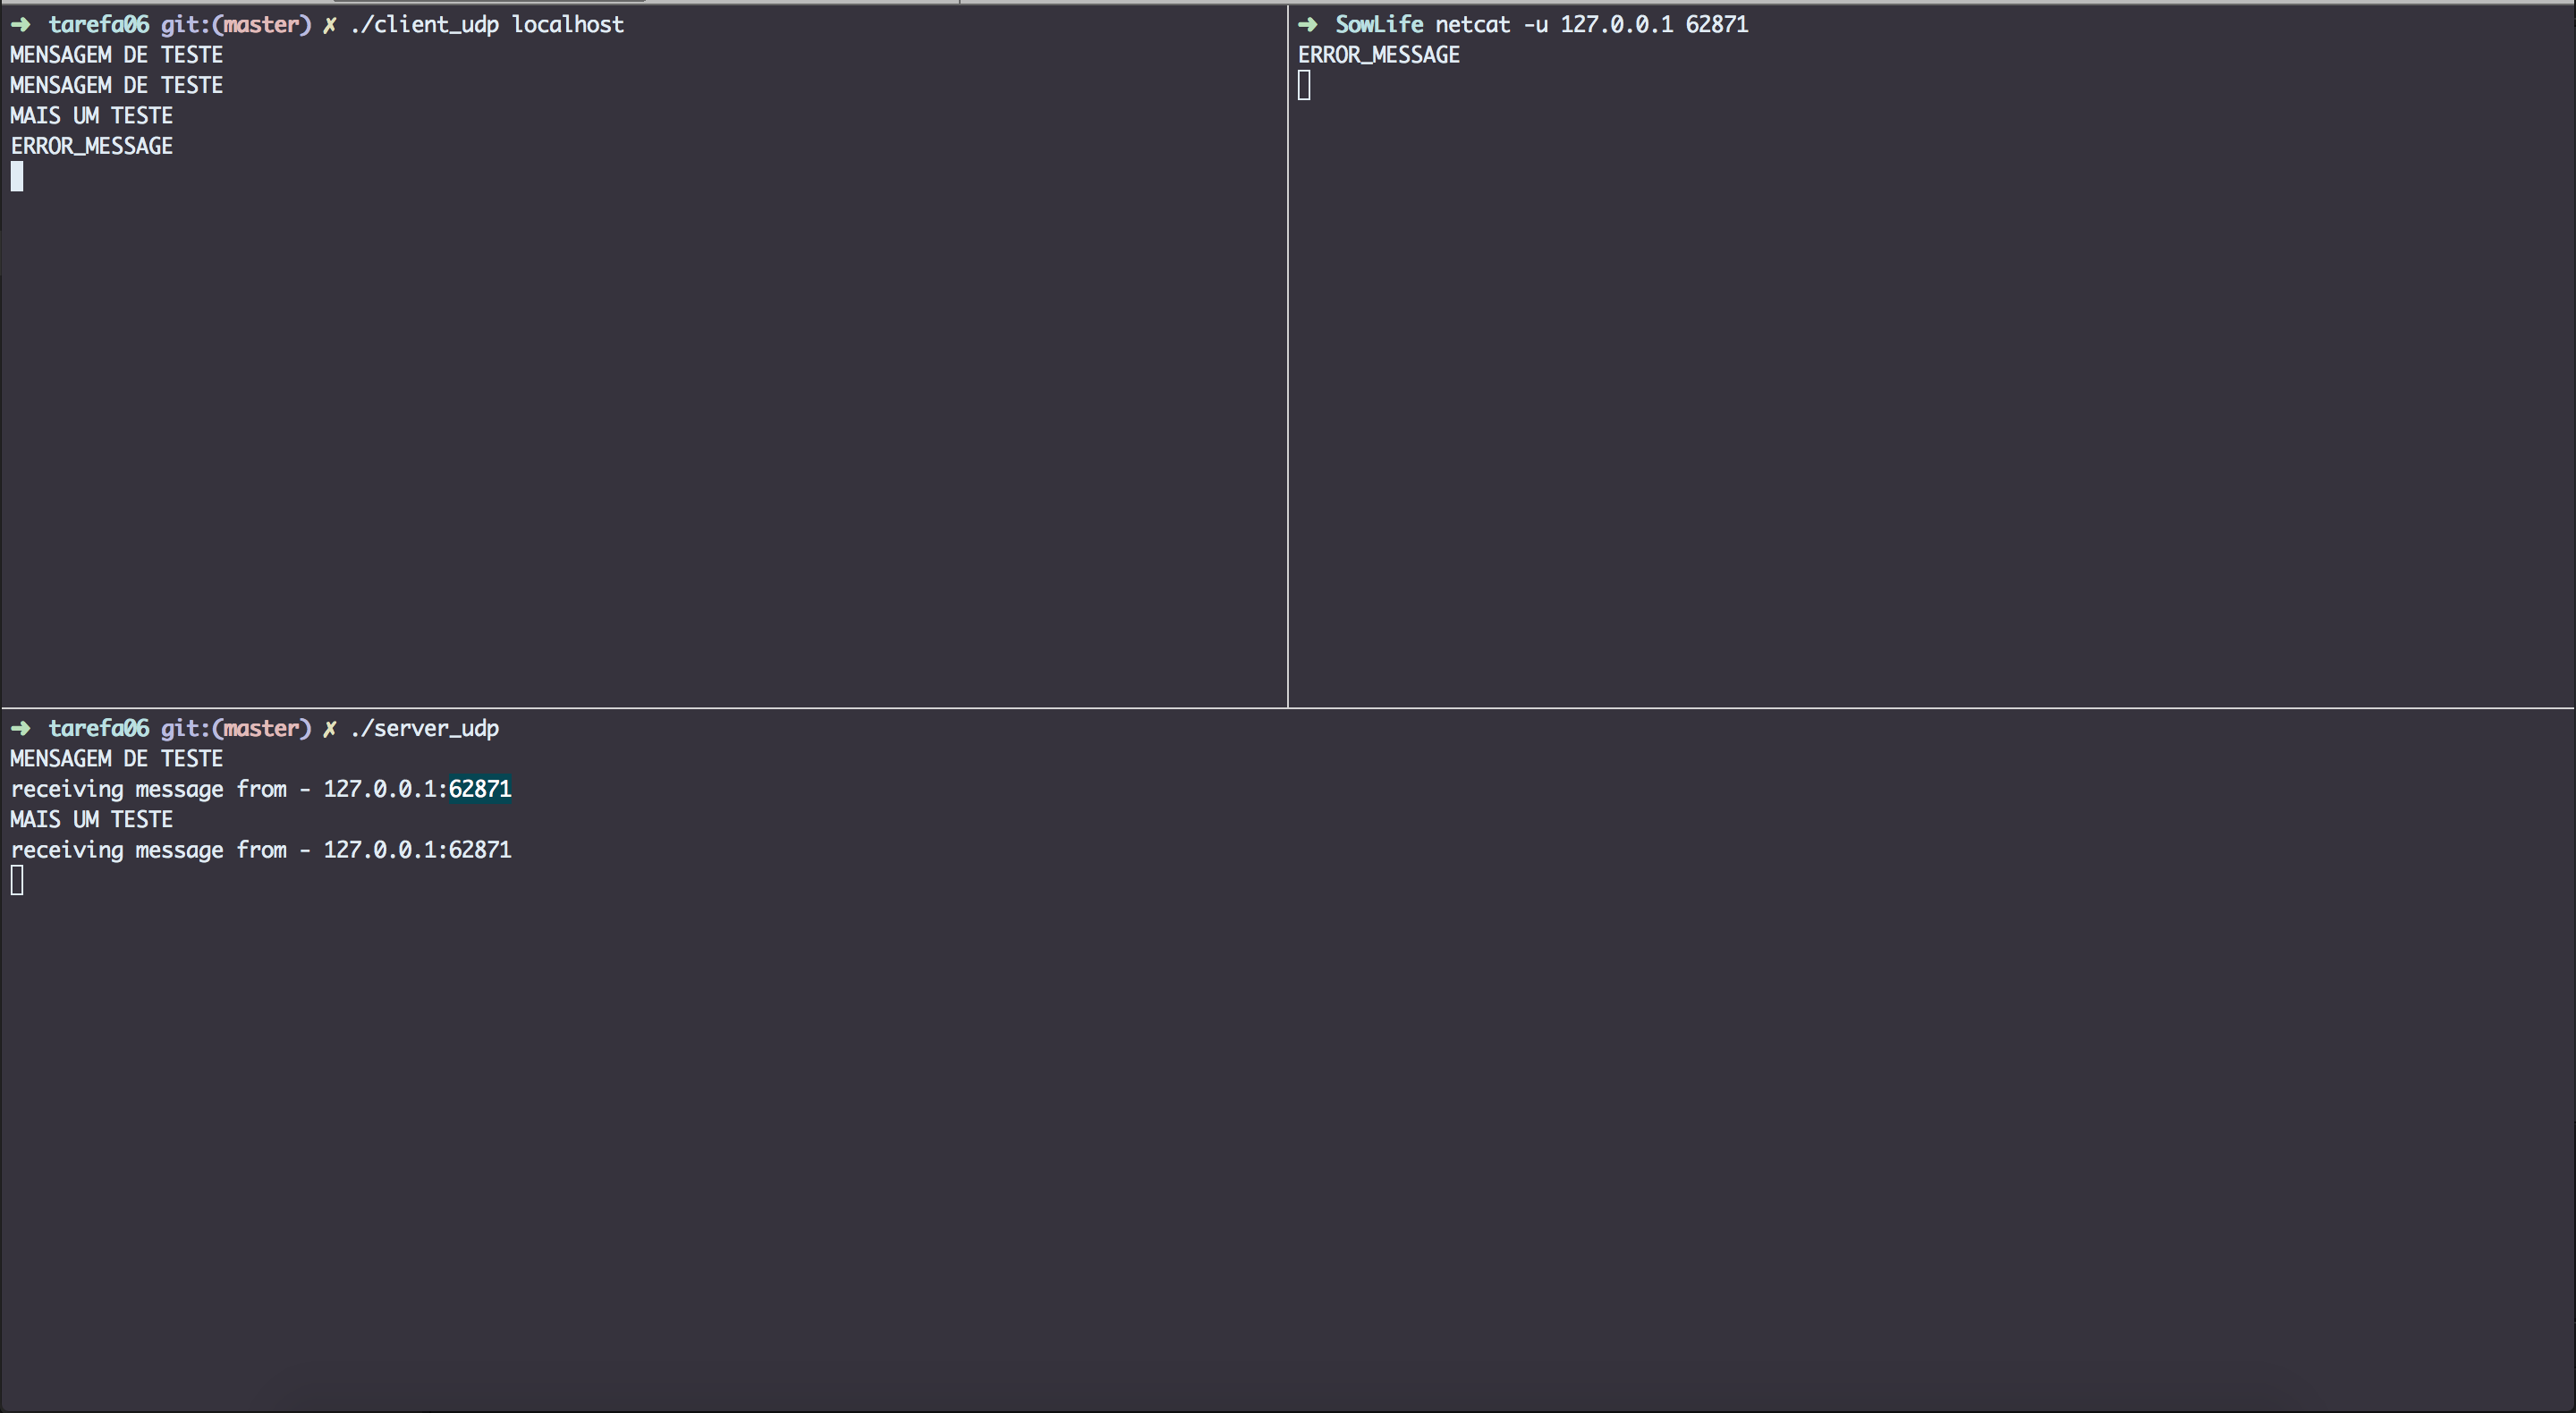 ➜ tarefa06 git:(master) ✗ ./client_udp localhost
MENSAGEM DE TESTE
MENSAGEM DE TESTE
MAIS UM TESTE
ERROR_MESSAGE
➜ SowLife netcat -u 127.0.0.1 62871
ERROR_MESSAGE
➜ tarefa06 git:(master) ✗ ./server_udp
MENSAGEM DE TESTE
receiving message from - 127.0.0.1:62871
MAIS UM TESTE
receiving message from - 127.0.0.1:62871